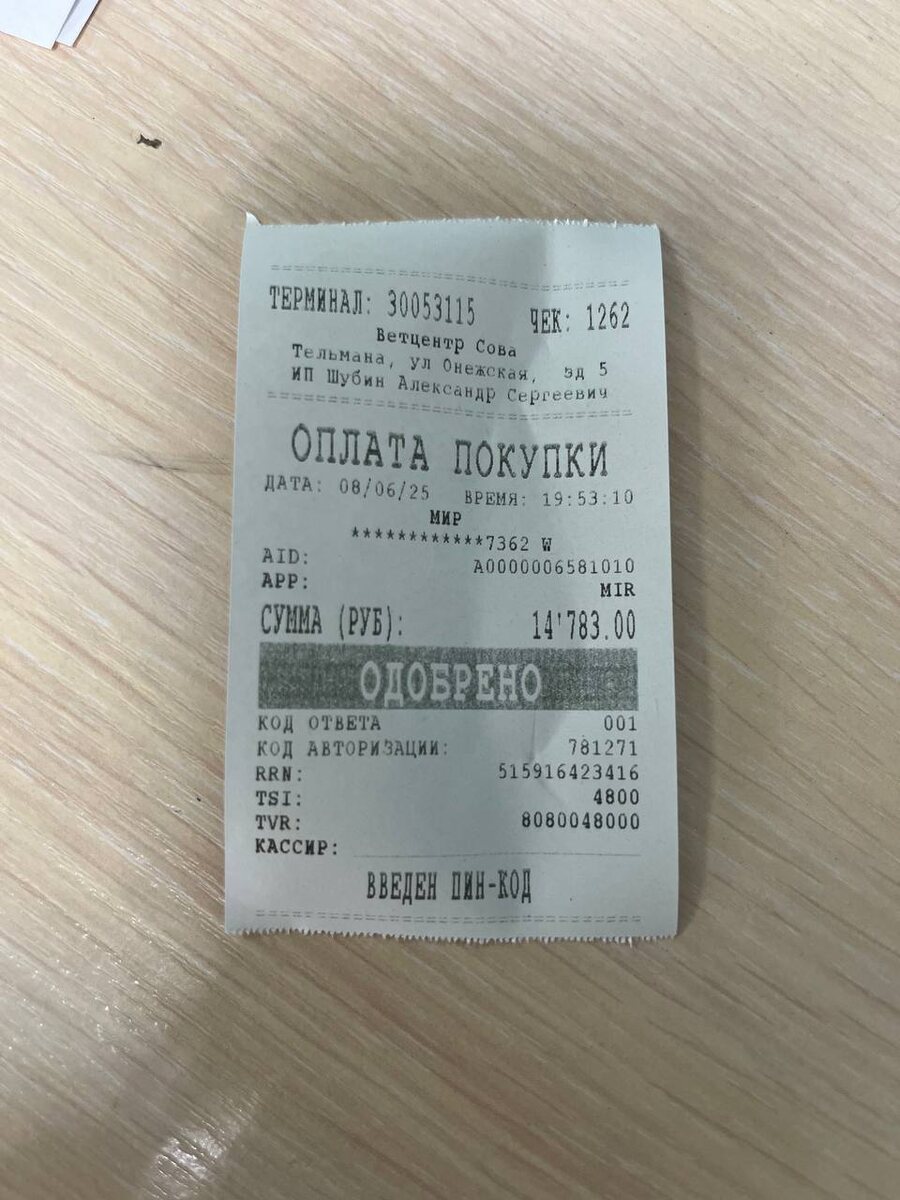 ТЕРМИНАЛ: 30053115 ЧЕК: 1262
Ветцентр Сова
Тельмана, ул Онежская, зд 5
ИП Шубин Александр Сергеевич
ОПЛАТА ПОКУПКИ
ДАТА: 08/06/25 ВРЕМЯ: 19:53:10
МИР
************7362 W
AID: A0000006581010
APP: MIR
СУММА (РУБ): 14'783.00
ОДОБРЕНО
КОД ОТВЕТА 001
КОД АВТОРИЗАЦИИ: 781271
RRN: 515916423416
TSI: 4800
TVR: 8080048000
КАССИР:
ВВЕДЕН ПИН-КОД